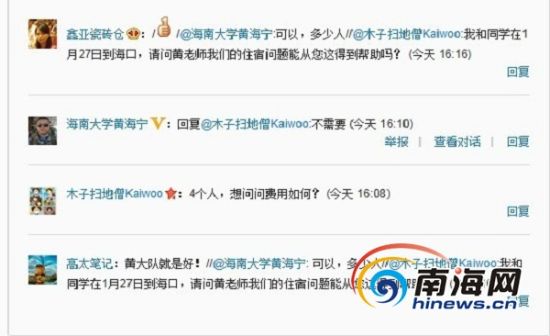 鑫亚瓷砖仓：//@海南大学黄海宁:可以，多少人//@木子扫地僧Kaiwoo:我和同学在1
月27日到海口，请问黄老师我们的住宿问题能从您这得到帮助吗？ (今天 16:16)
回复
海南大学黄海宁V：回复@木子扫地僧Kaiwoo:不需要 (今天 16:10)
举报 | 查看对话 | 回复
木子扫地僧Kaiwoo：4个人，想问问费用如何？ (今天 16:08)
回复
高太笔记：黄大队就是好！//@海南大学黄海宁: 可以，多少人//@木子扫地僧Kaiwoo:我和
同学在1月27日到海口，请问黄老师我们的住宿问题能从您这
回复
南海网
hinews.cn